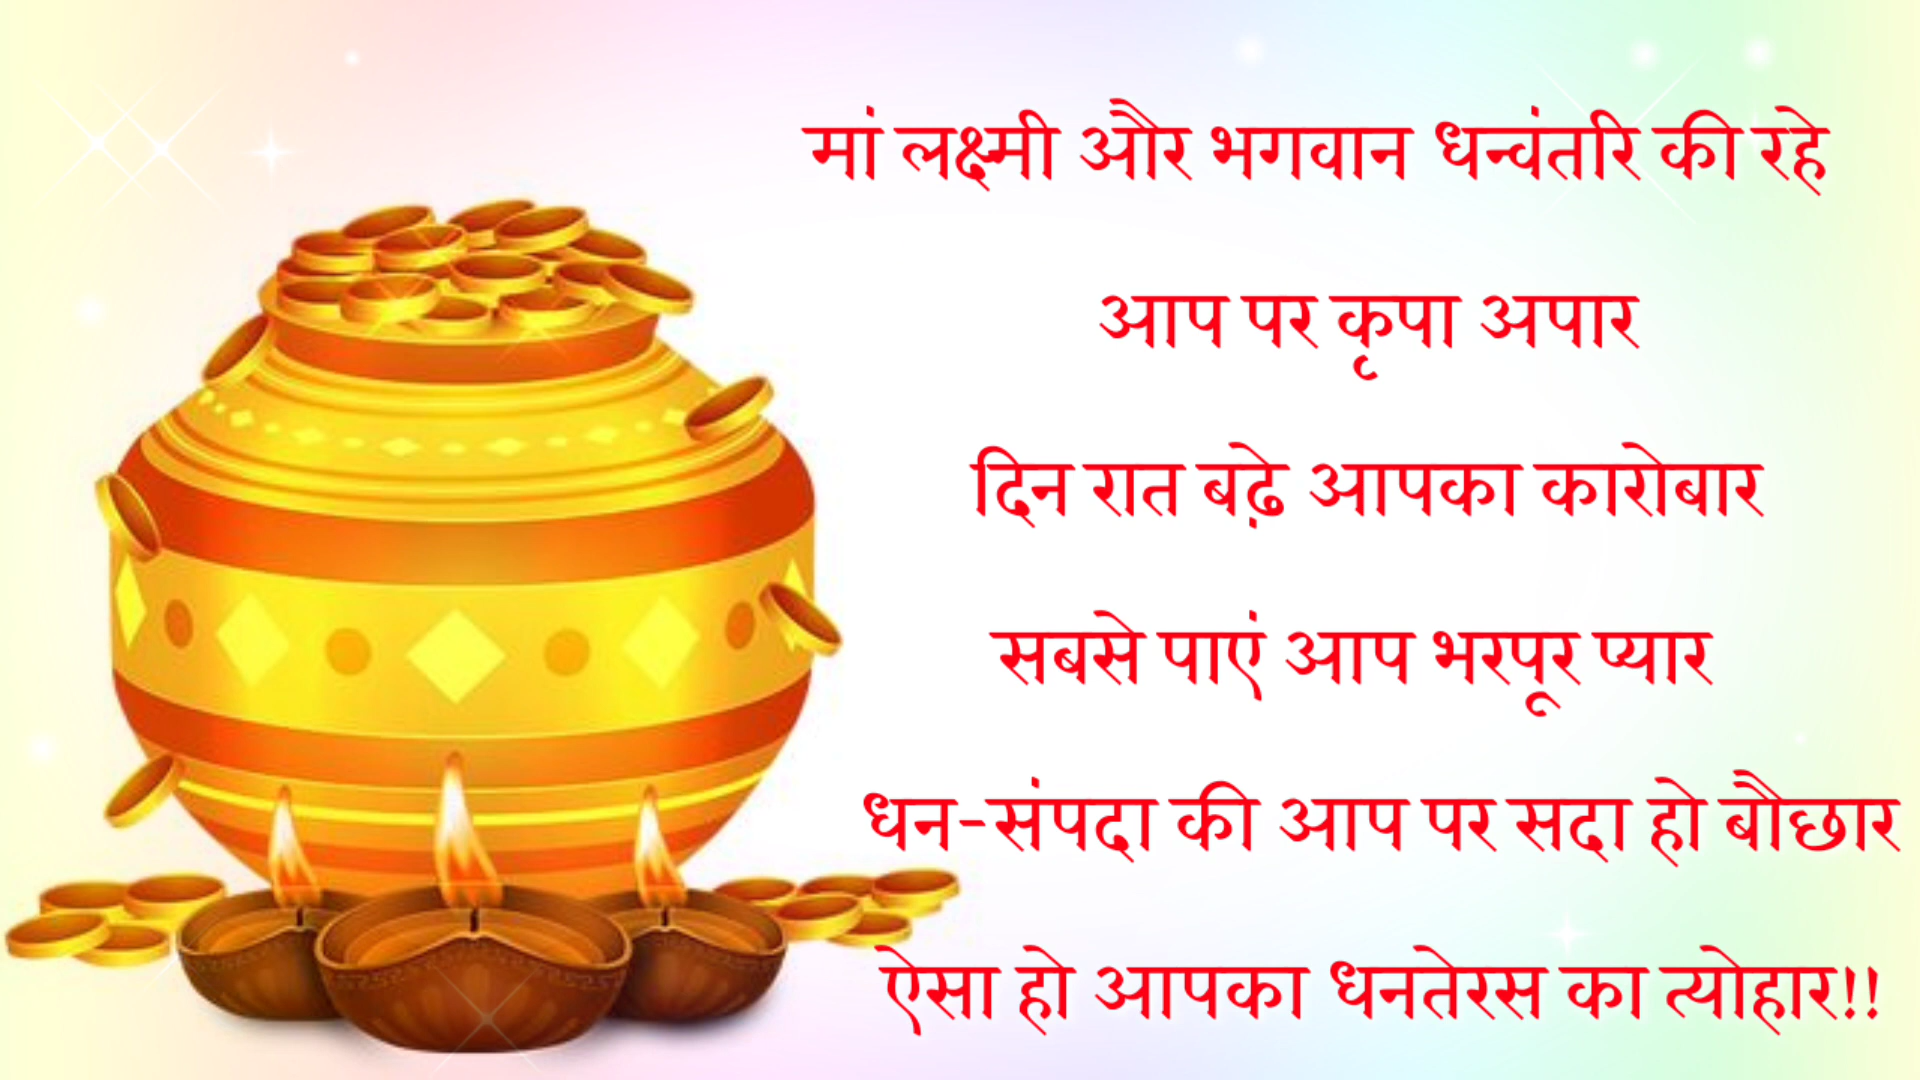 मां लक्ष्मी और भगवान धन्वंतरि की रहे
आप पर कृपा अपार
दिन रात बढ़े आपका कारोबार
सबसे पाएं आप भरपूर प्यार
धन-संपदा की आप पर सदा हो बौछार
ऐसा हो आपका धनतेरस का त्योहार!!